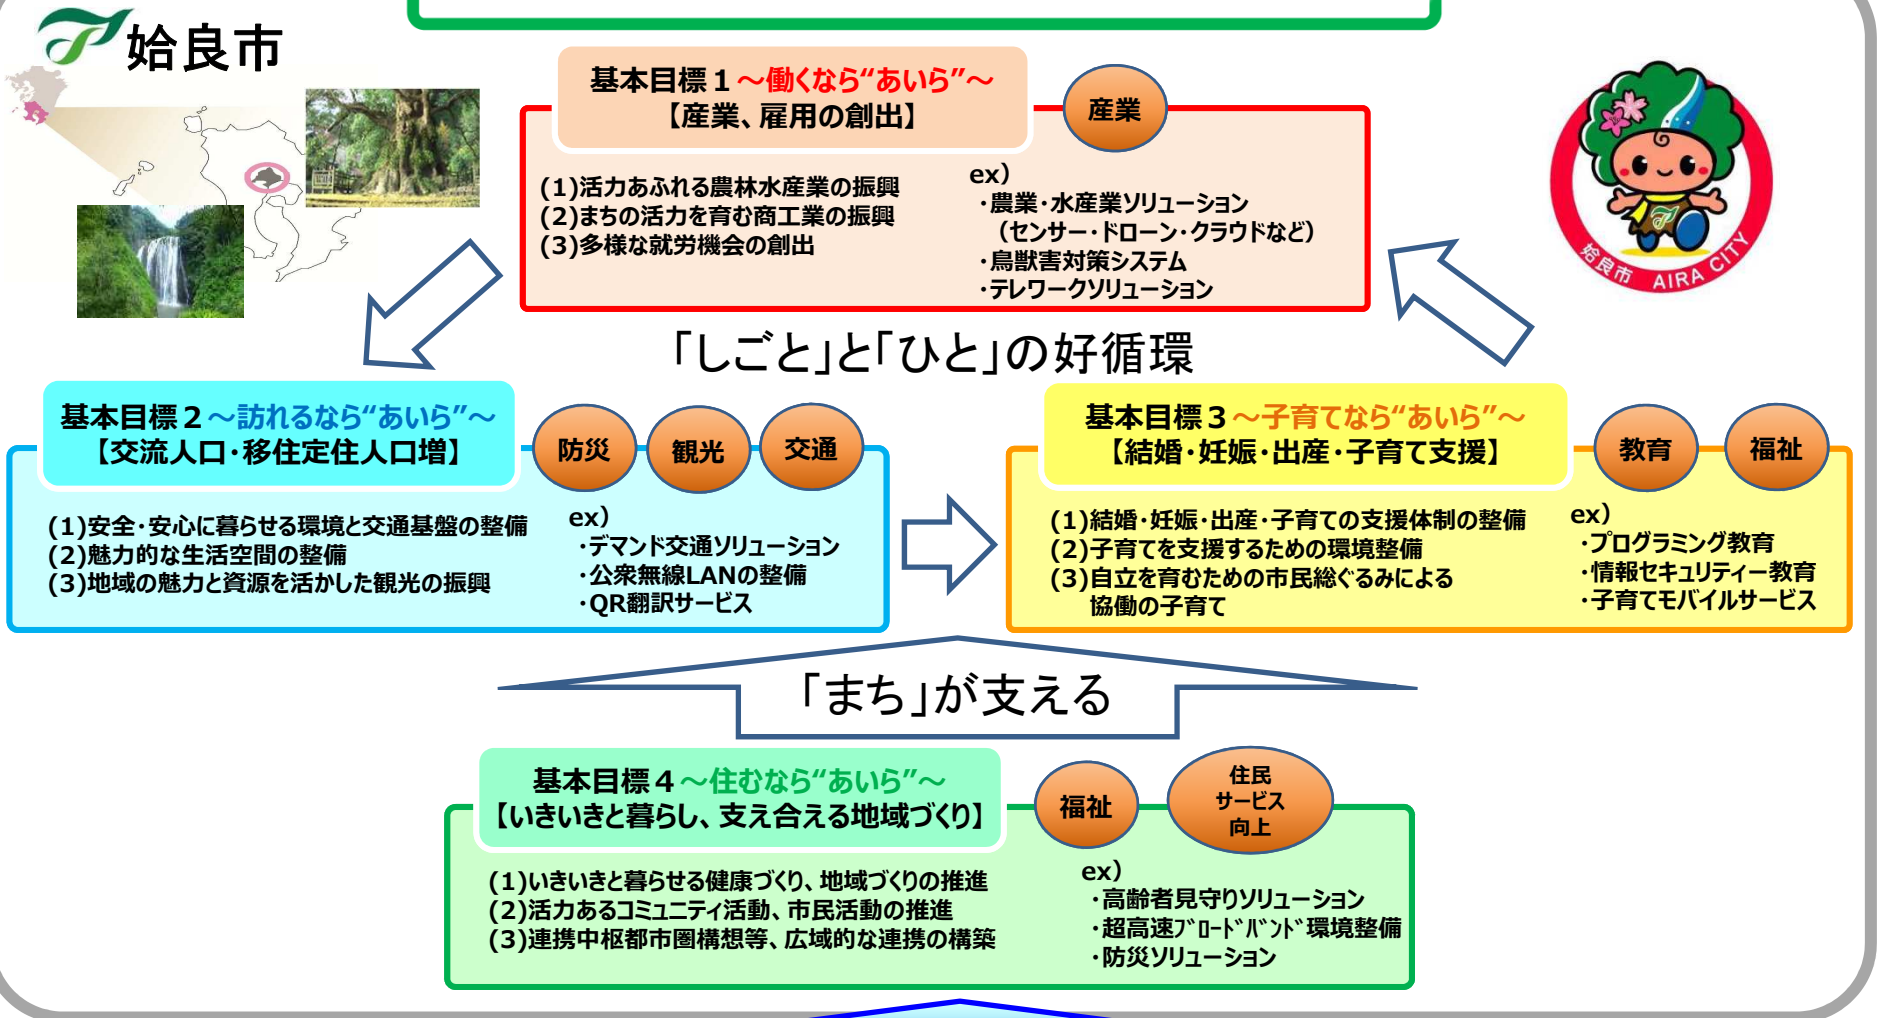 始良市
基本目標１～働くなら“あいら”～
【産業、雇用の創出】
産業
(1)活力あふれる農林水産業の振興
(2)まちの活力を育む商工業の振興
(3)多様な就労機会の創出
ex）
・農業・水産業ソリューション
（センサー・ドローン・クラウドなど）
・鳥獣害対策システム
・テレワークソリューション
姶良市 AIRA CITY
「しごと」と「ひと」の好循環
基本目標２～訪れるなら“あいら”～
【交流人口・移住定住人口増】
防災
観光
交通
(1)安全・安心に暮らせる環境と交通基盤の整備
(2)魅力的な生活空間の整備
(3)地域の魅力と資源を活かした観光の振興
ex）
・デマンド交通ソリューション
・公衆無線LANの整備
・QR翻訳サービス
基本目標３～子育てなら“あいら”～
【結婚・妊娠・出産・子育て支援】
教育
福祉
(1)結婚・妊娠・出産・子育ての支援体制の整備
(2)子育てを支援するための環境整備
(3)自立を育むための市民総ぐるみによる
協働の子育て
ex）
・プログラミング教育
・情報セキュリティー教育
・子育てモバイルサービス
「まち」が支える
基本目標４～住むなら“あいら”～
【いきいきと暮らし、支え合える地域づくり】
福祉
住民
サービス
向上
(1)いきいきと暮らせる健康づくり、地域づくりの推進
(2)活力あるコミュニティ活動、市民活動の推進
(3)連携中枢都市圏構想等、広域的な連携の構築
ex）
・高齢者見守りソリューション
・超高速ﾌﾞﾛｰﾄﾞﾊﾞﾝﾄﾞ環境整備
・防災ソリューション